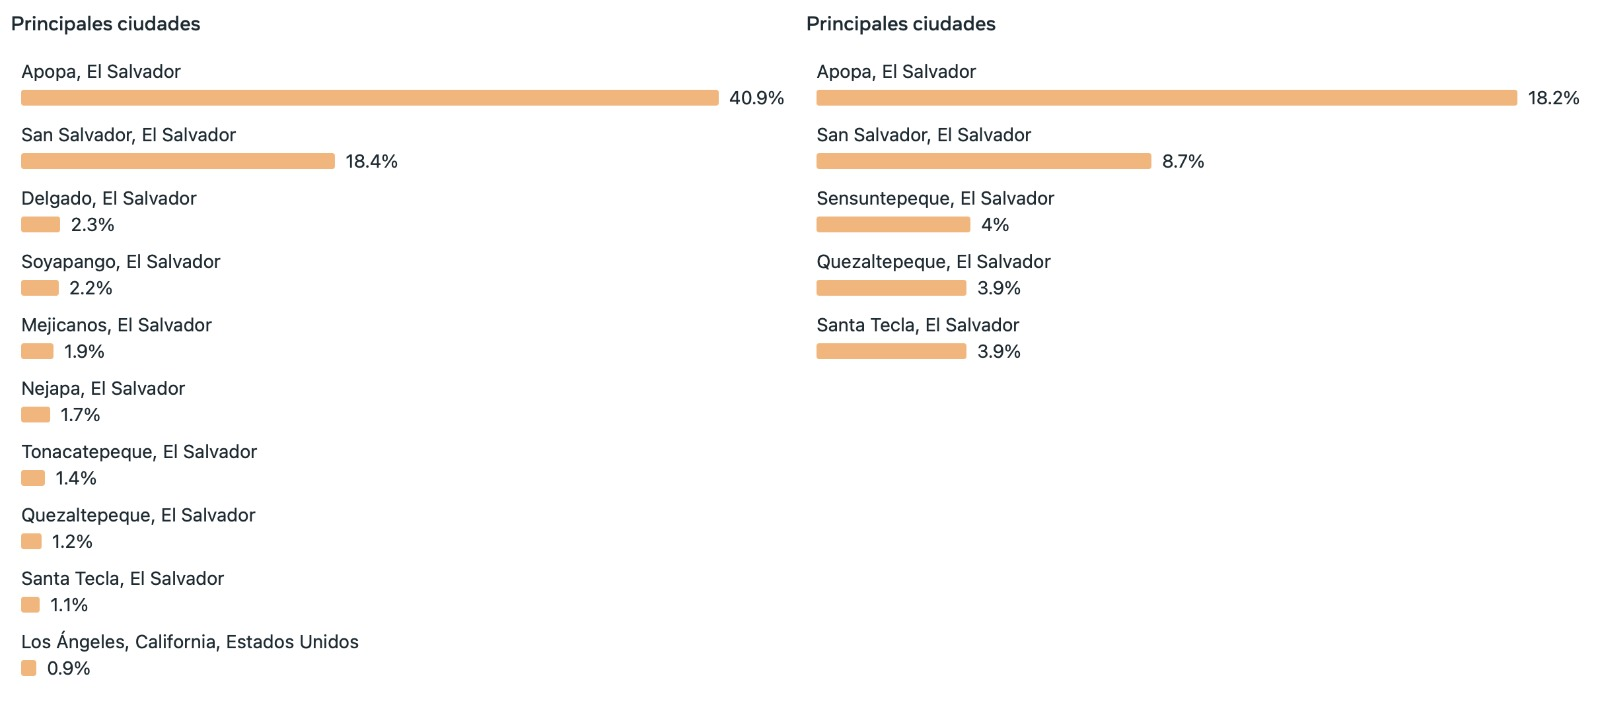 Principales ciudades
Apopa, El Salvador
40.9%
San Salvador, El Salvador
18.4%
Delgado, El Salvador
2.3%
Soyapango, El Salvador
2.2%
Mejicanos, El Salvador
1.9%
Nejapa, El Salvador
1.7%
Tonacatepeque, El Salvador
1.4%
Quezaltepeque, El Salvador
1.2%
Santa Tecla, El Salvador
1.1%
Los Ángeles, California, Estados Unidos
0.9%
Principales ciudades
Apopa, El Salvador
18.2%
San Salvador, El Salvador
8.7%
Sensuntepeque, El Salvador
4%
Quezaltepeque, El Salvador
3.9%
Santa Tecla, El Salvador
3.9%